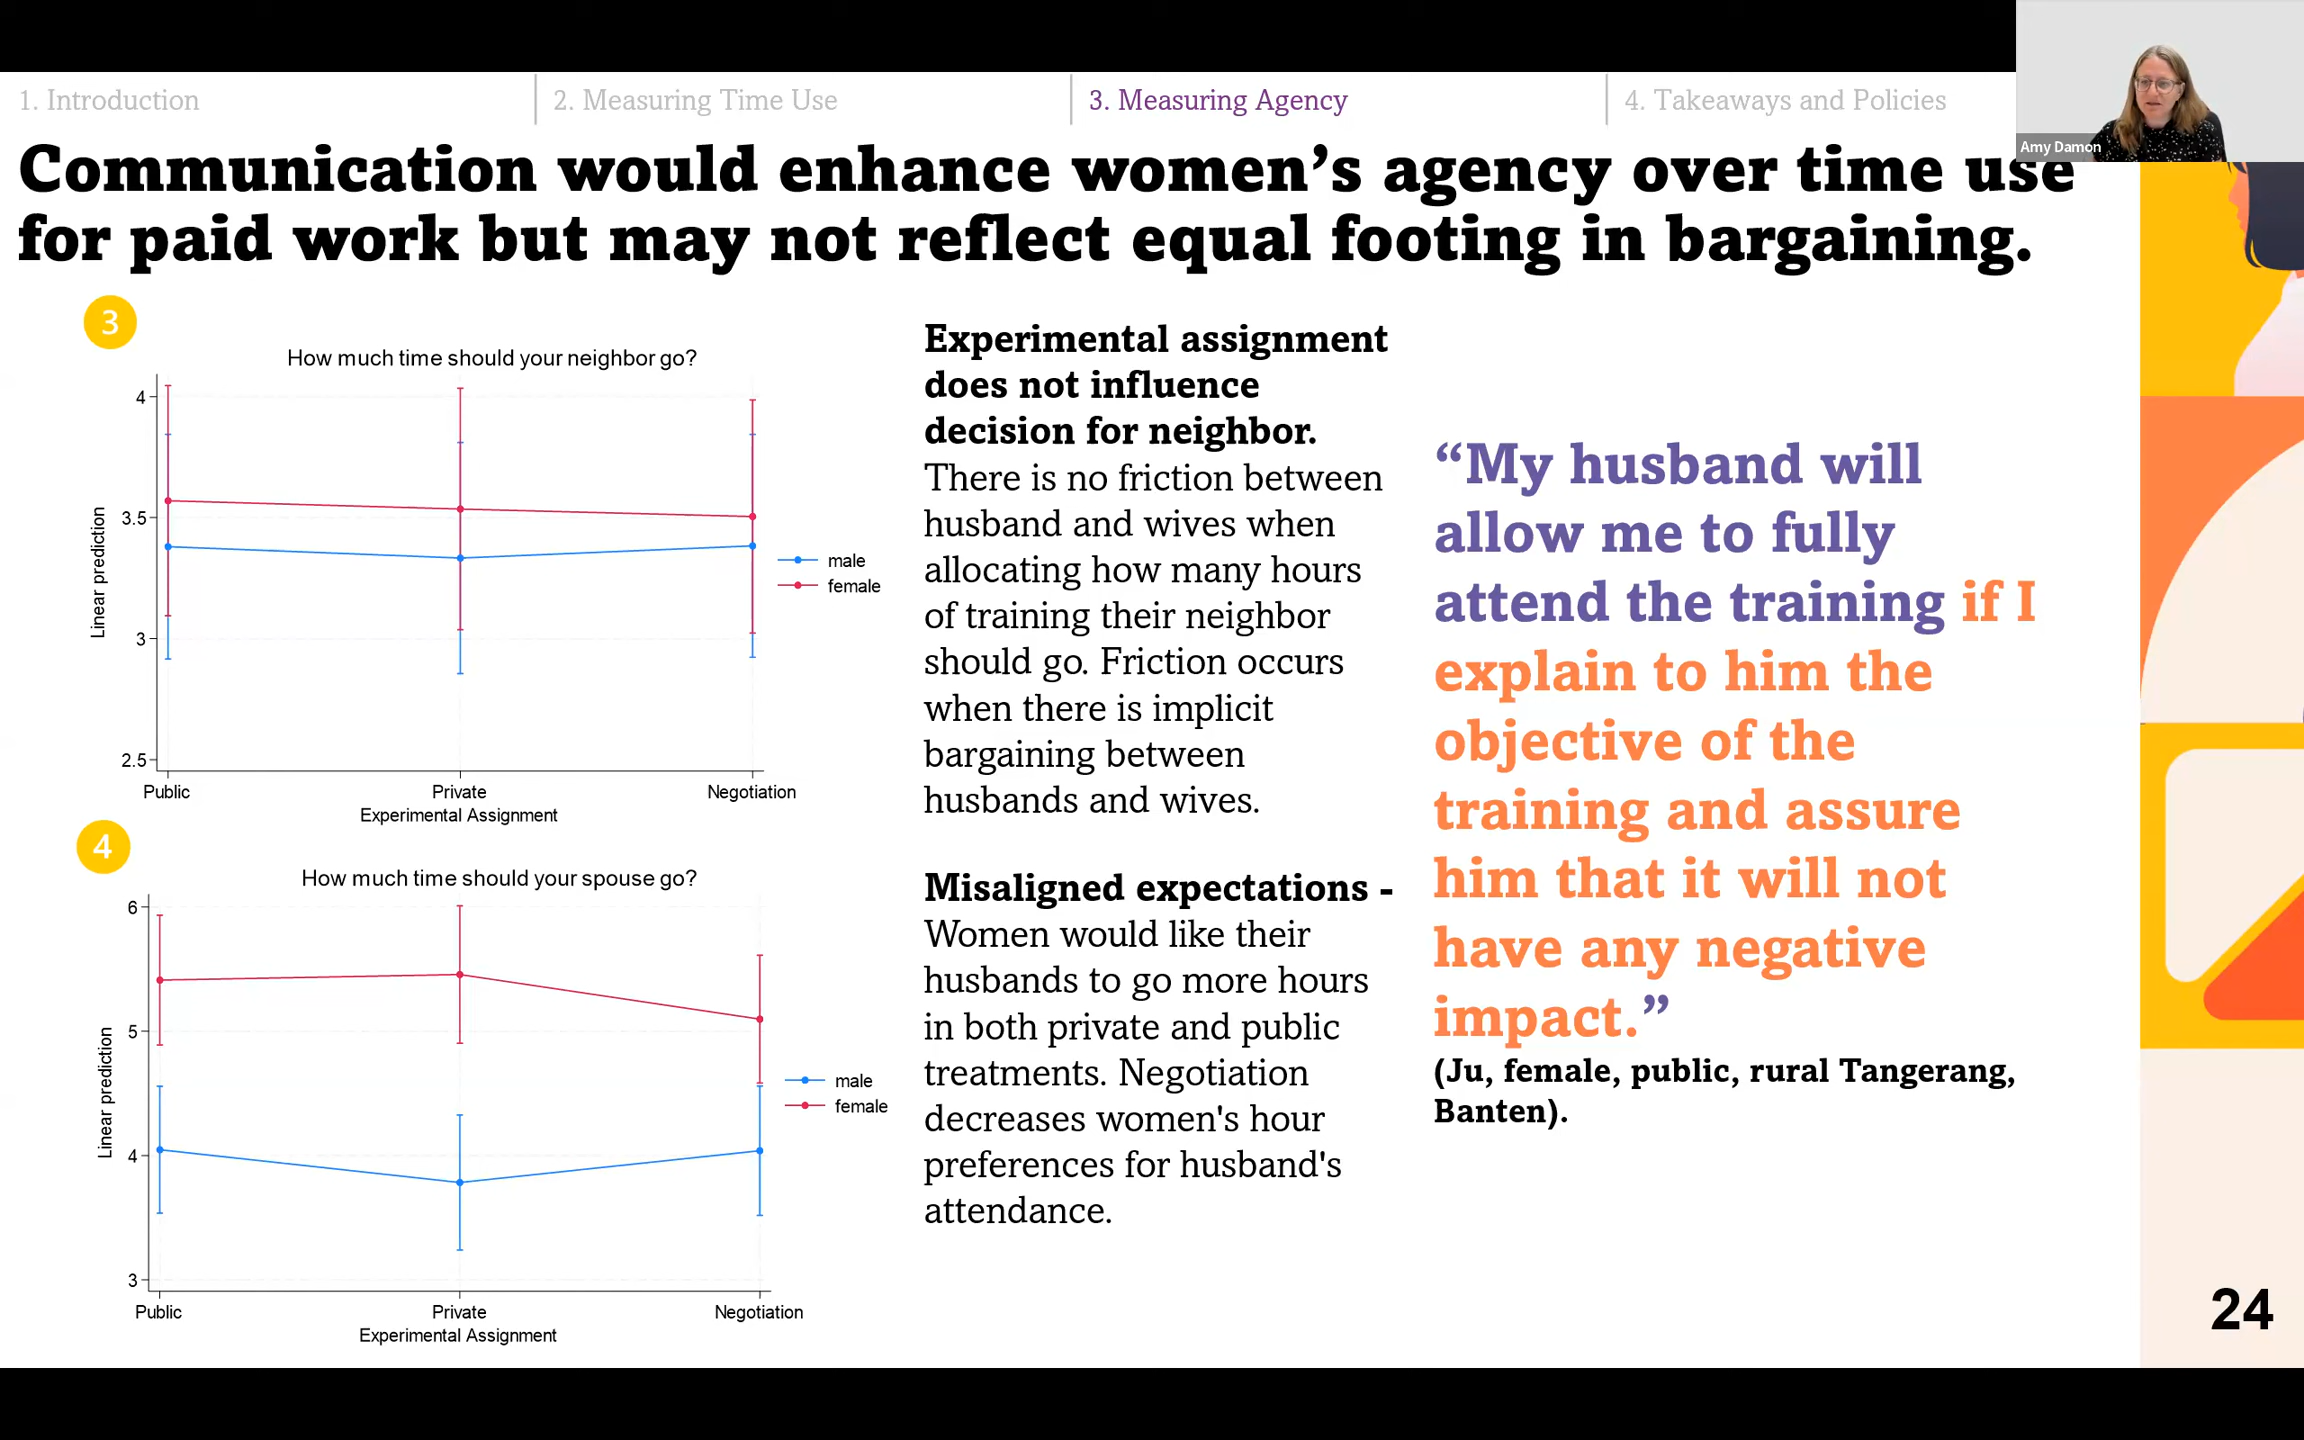 1. Introduction
2. Measuring Time Use
3. Measuring Agency
4. Takeaways and Policies
Amy Damon
Communication would enhance women’s agency over time use
for paid work but may not reflect equal footing in bargaining.
3
How much time should your neighbor go?
4
3.5
3
2.5
Linear prediction
Public
Private
Negotiation
Experimental Assignment
male
female
4
How much time should your spouse go?
6
5
4
3
Linear prediction
Public
Private
Negotiation
Experimental Assignment
male
female
Experimental assignment
does not influence
decision for neighbor.
There is no friction between
husband and wives when
allocating how many hours
of training their neighbor
should go. Friction occurs
when there is implicit
bargaining between
husbands and wives.
Misaligned expectations -
Women would like their
husbands to go more hours
in both private and public
treatments. Negotiation
decreases women's hour
preferences for husband's
attendance.
“My husband will
allow me to fully
attend the training if I
explain to him the
objective of the
training and assure
him that it will not
have any negative
impact.”
(Ju, female, public, rural Tangerang,
Banten).
24